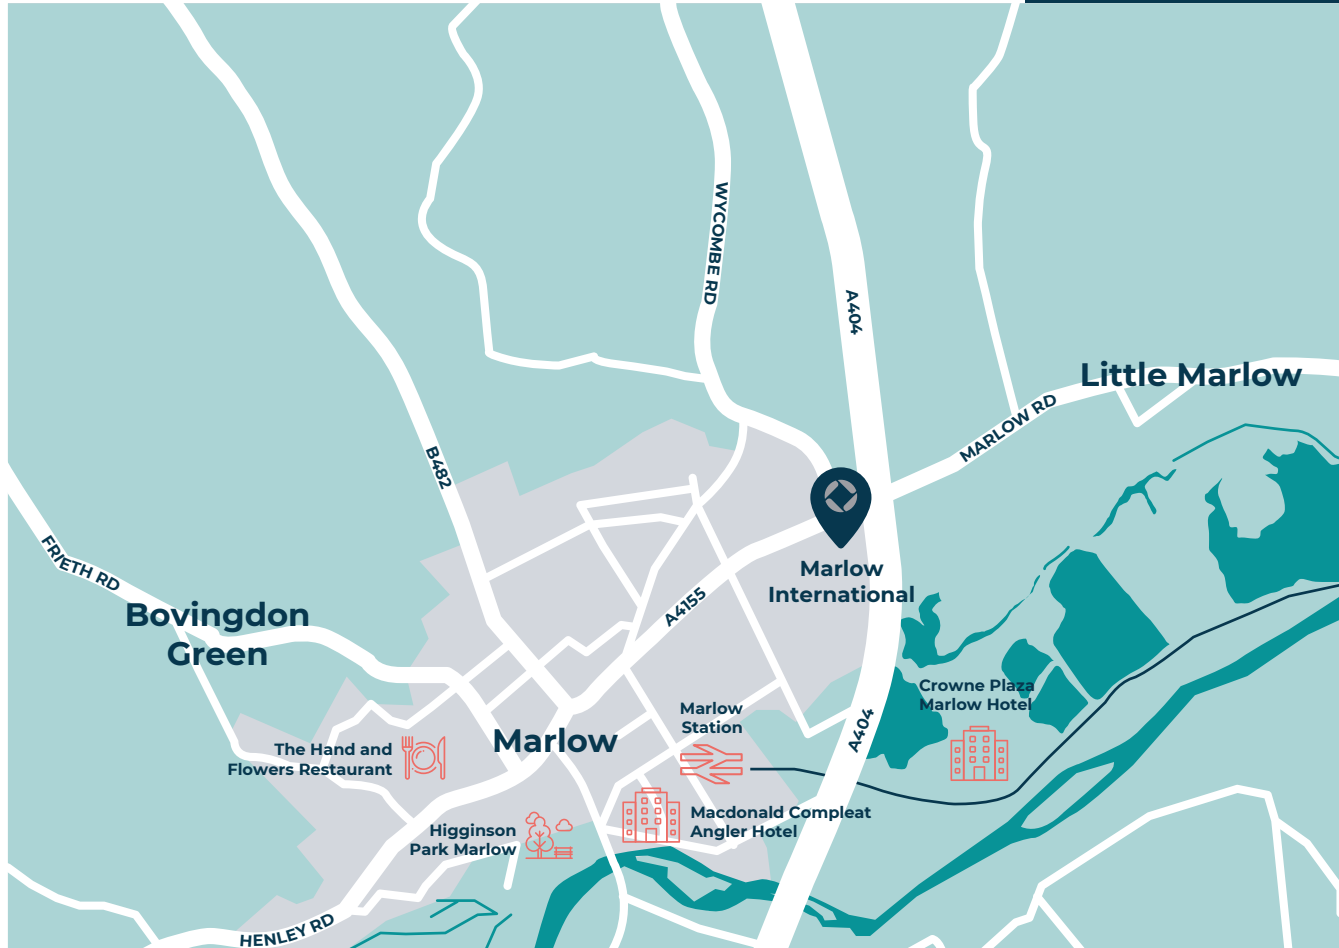 WYCOMBE RD
A404
Little Marlow
MARLOW RD
B482
FRIETH RD
Marlow
International
A4155
Bovingdon
Green
Crowne Plaza
Marlow Hotel
Marlow
Station
A404
Marlow
The Hand and
Flowers Restaurant
Macdonald Compleat
Angler Hotel
Higginson
Park Marlow
HENLEY RD